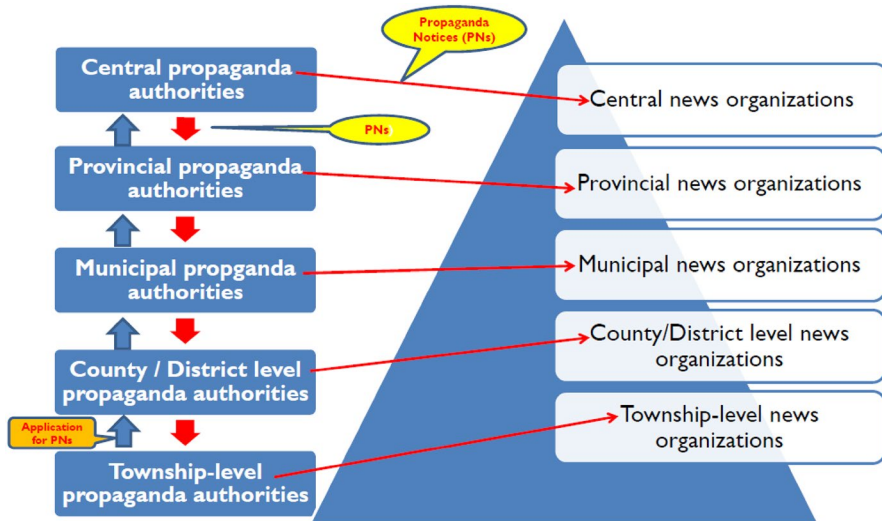 Propaganda
Notices (PNs)
Central propaganda
authorities
Central news organizations
PNs
Provincial propaganda
authorities
Provincial news organizations
Municipal propganda
authorities
Municipal news organizations
County / District level
propaganda authorities
County/District level news
organizations
Application
for PNs
Township-level
propaganda authorities
Township-level news
organizations